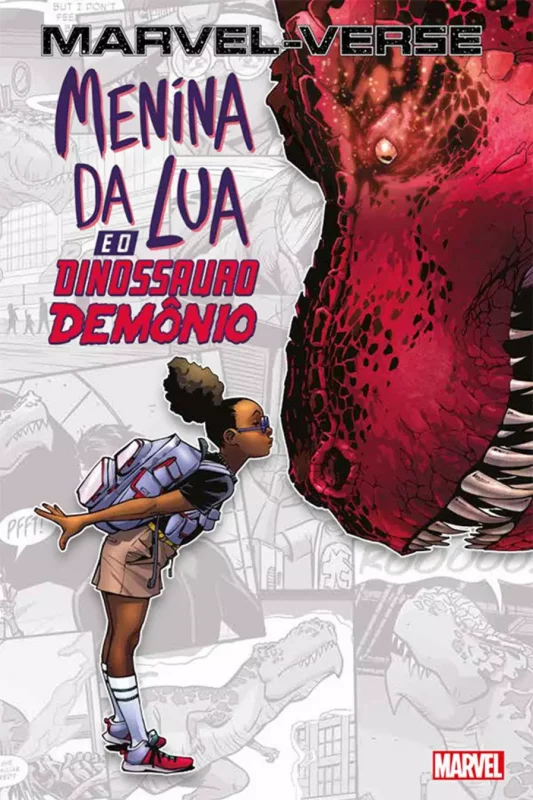 BUT I DON'T
MARVEL-VERSE
MENINA
DA LUA
E O
DINOSSAURO
DEMÔNIO
PFFT!
MARVEL